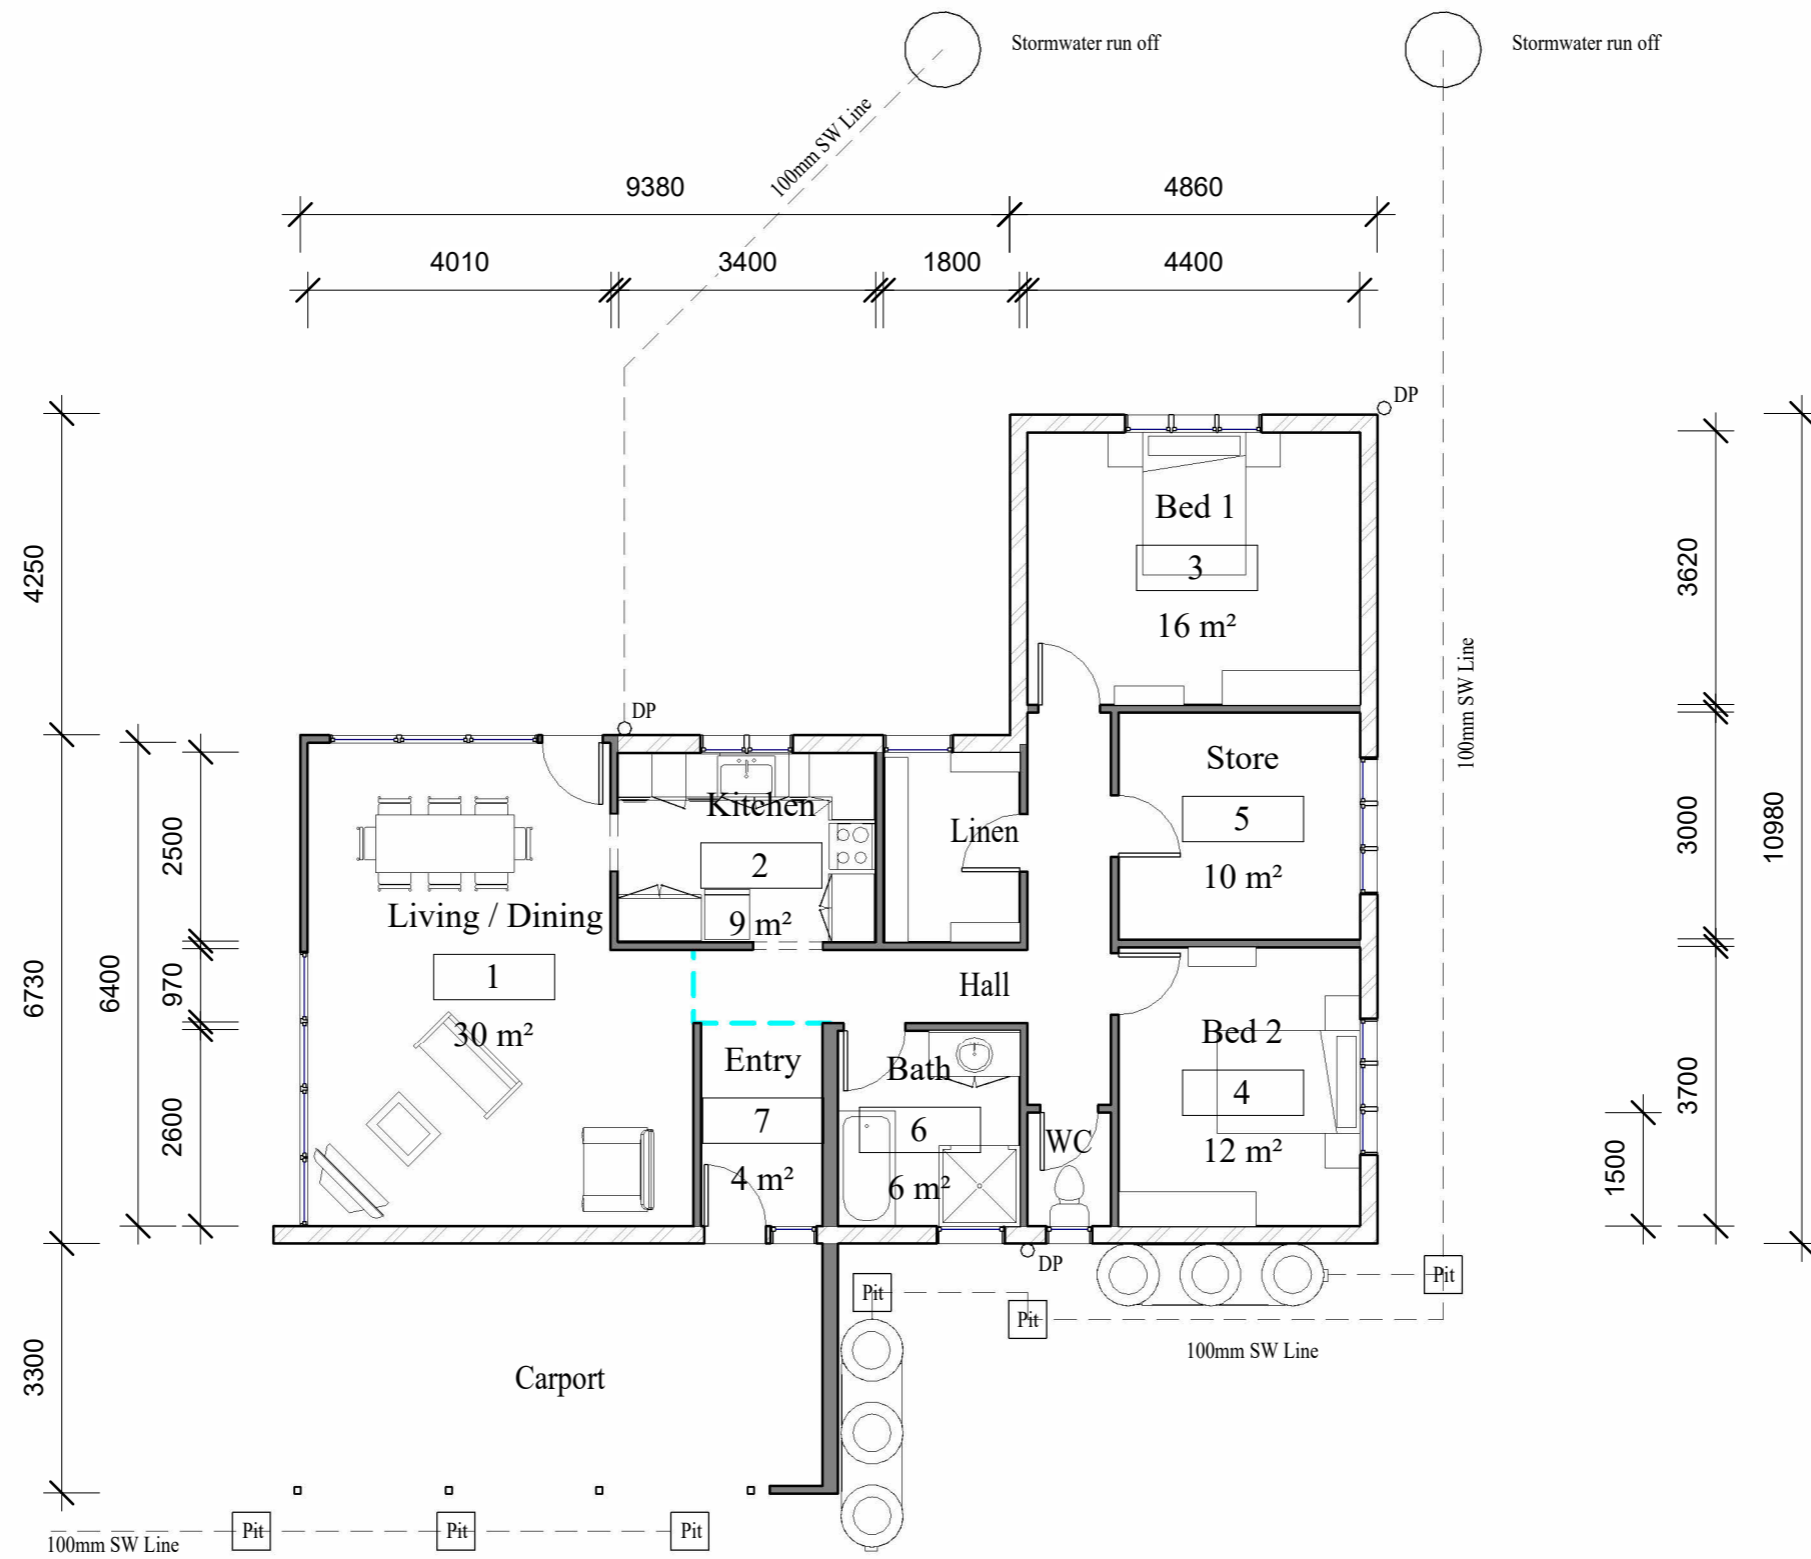 Stormwater run off
Stormwater run off
100mm SW Line
9380
4860
4010
3400
1800
4400
DP
4250
3620
Bed 1
3
16 m²
100mm SW Line
DP
6730
6400
2500
970
2600
Kitchen
2
9 m²
Linen
Store
5
10 m²
3000
10980
Living / Dining
1
30 m²
Hall
Entry
7
4 m²
Bath
6
6 m²
WC
Bed 2
4
12 m²
3700
1500
DP
Pit
Pit
Pit
100mm SW Line
3300
Carport
Pit
Pit
Pit
100mm SW Line